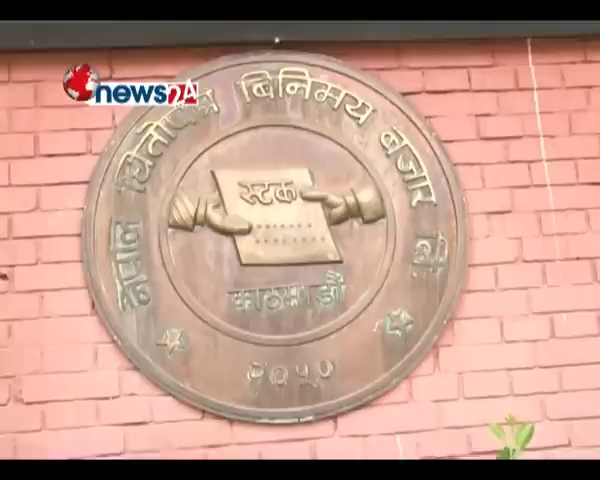 news24
नेपाल धितोपत्र बिनिमय बजार लि.
स्टक
काठमाडौं
२०५०